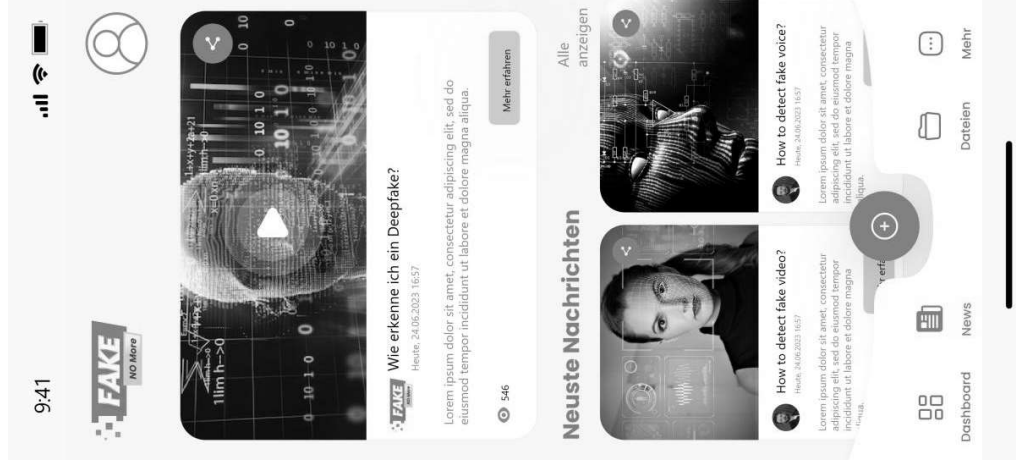 9:41
FAKE
NO More
1lim h-->0
Wie erkenne ich ein Deepfake?
Heute, 24.06.2023 16:57
Lorem ipsum dolor sit amet, consectetur adipiscing elit, sed do
eiusmod tempor incididunt ut labore et dolore magna aliqua.
546
Mehr erfahren
Neuste Nachrichten
Alle
anzeigen
How to detect fake video?
Heute, 24.06.2023 16:57
Lorem ipsum dolor sit amet, consectetur
adipiscing elit, sed do eiusmod tempor
incididunt ut labore et dolore magna
How to detect fake voice?
Heute, 24.06.2023 16:57
Lorem ipsum dolor sit amet, consectetur
adipiscing elit, sed do eiusmod tempor
incididunt ut labore et dolore magna
aliqua.
Dashboard
News
Dateien
Mehr